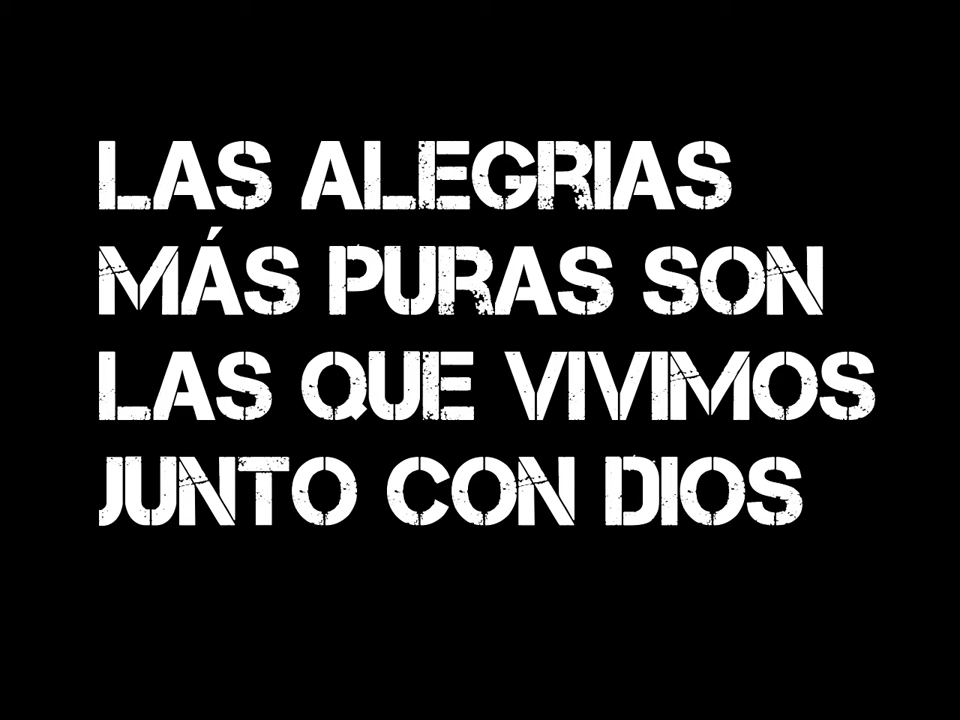 LAS ALEGRIAS
MÁS PURAS SON
LAS QUE VIVIMOS
JUNTO CON DIOS